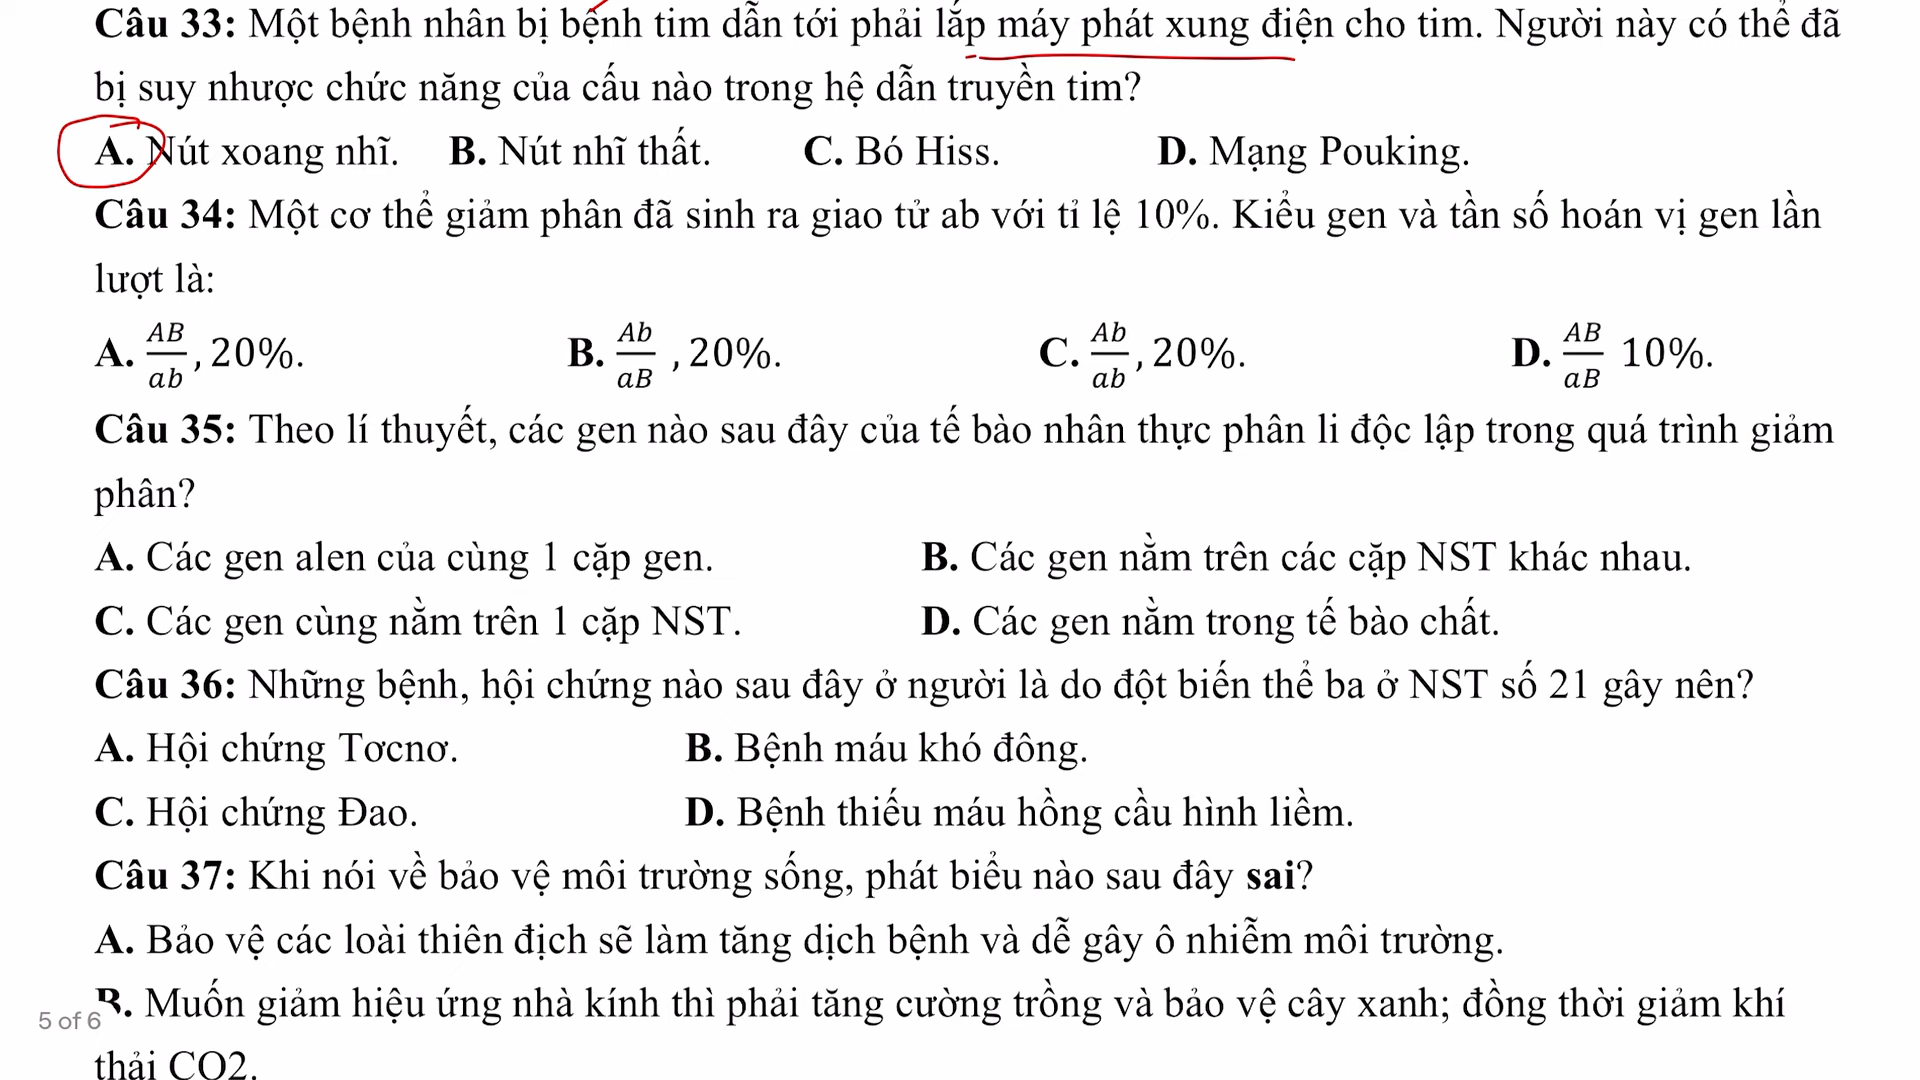 Câu 33: Một bệnh nhân bị bệnh tim dẫn tới phải lắp máy phát xung điện cho tim. Người này có thể đã
bị suy nhược chức năng của cấu nào trong hệ dẫn truyền tim?
A. Nút xoang nhĩ. B. Nút nhĩ thất. C. Bó Hiss. D. Mạng Pouking.
Câu 34: Một cơ thể giảm phân đã sinh ra giao tử ab với tỉ lệ 10%. Kiểu gen và tần số hoán vị gen lần
lượt là:
A. AB/ab, 20%. B. Ab/aB , 20%. C. Ab/ab, 20%. D. AB/aB 10%.
Câu 35: Theo lí thuyết, các gen nào sau đây của tế bào nhân thực phân li độc lập trong quá trình giảm
phân?
A. Các gen alen của cùng 1 cặp gen. B. Các gen nằm trên các cặp NST khác nhau.
C. Các gen cùng nằm trên 1 cặp NST. D. Các gen nằm trong tế bào chất.
Câu 36: Những bệnh, hội chứng nào sau đây ở người là do đột biến thể ba ở NST số 21 gây nên?
A. Hội chứng Tơcnơ. B. Bệnh máu khó đông.
C. Hội chứng Đao. D. Bệnh thiếu máu hồng cầu hình liềm.
Câu 37: Khi nói về bảo vệ môi trường sống, phát biểu nào sau đây sai?
A. Bảo vệ các loài thiên địch sẽ làm tăng dịch bệnh và dễ gây ô nhiễm môi trường.
B. Muốn giảm hiệu ứng nhà kính thì phải tăng cường trồng và bảo vệ cây xanh; đồng thời giảm khí
5 of 6
thải CO2.